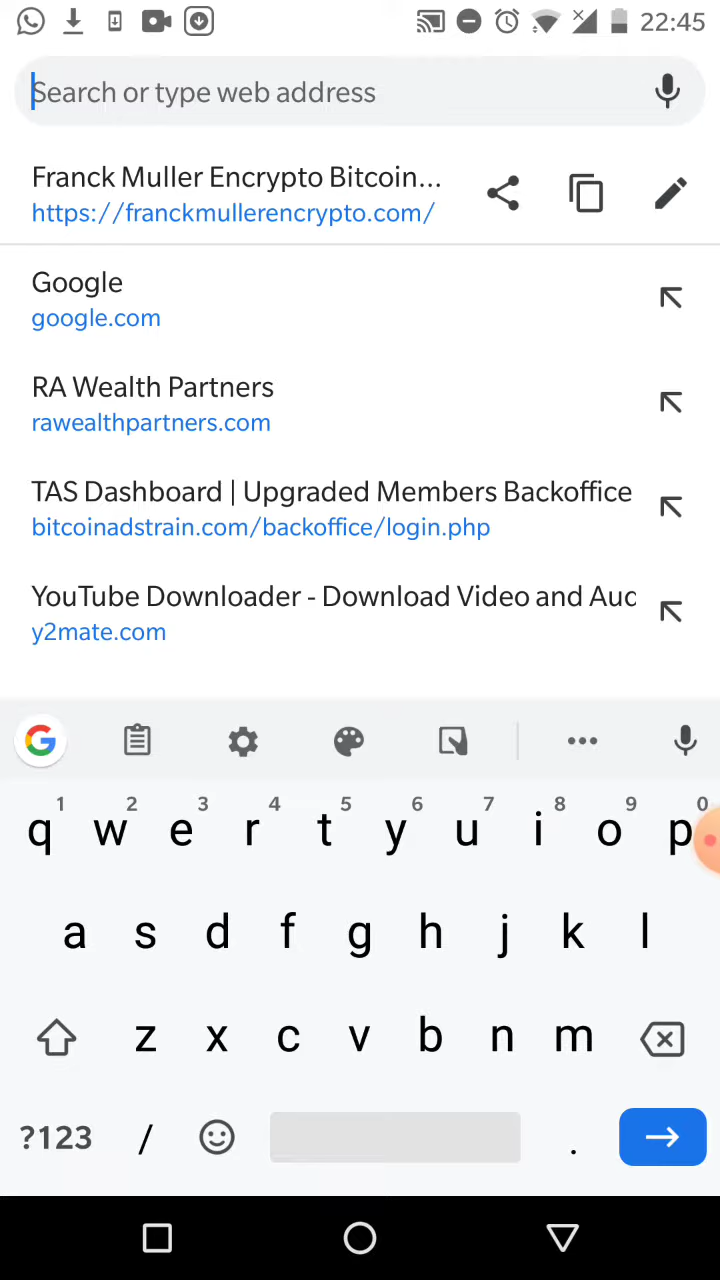 22:45
Search or type web address
Franck Muller Encrypto Bitcoin...
https://franckmullerencrypto.com/
Google
google.com
RA Wealth Partners
rawealthpartners.com
TAS Dashboard | Upgraded Members Backoffice
bitcoinadstrain.com/backoffice/login.php
YouTube Downloader - Download Video and Auc
y2mate.com
G
1 2 3 4 5 6 7 8 9 0
q w e r t y u i o p
a s d f g h j k l
z x c v b n m
?123 / .